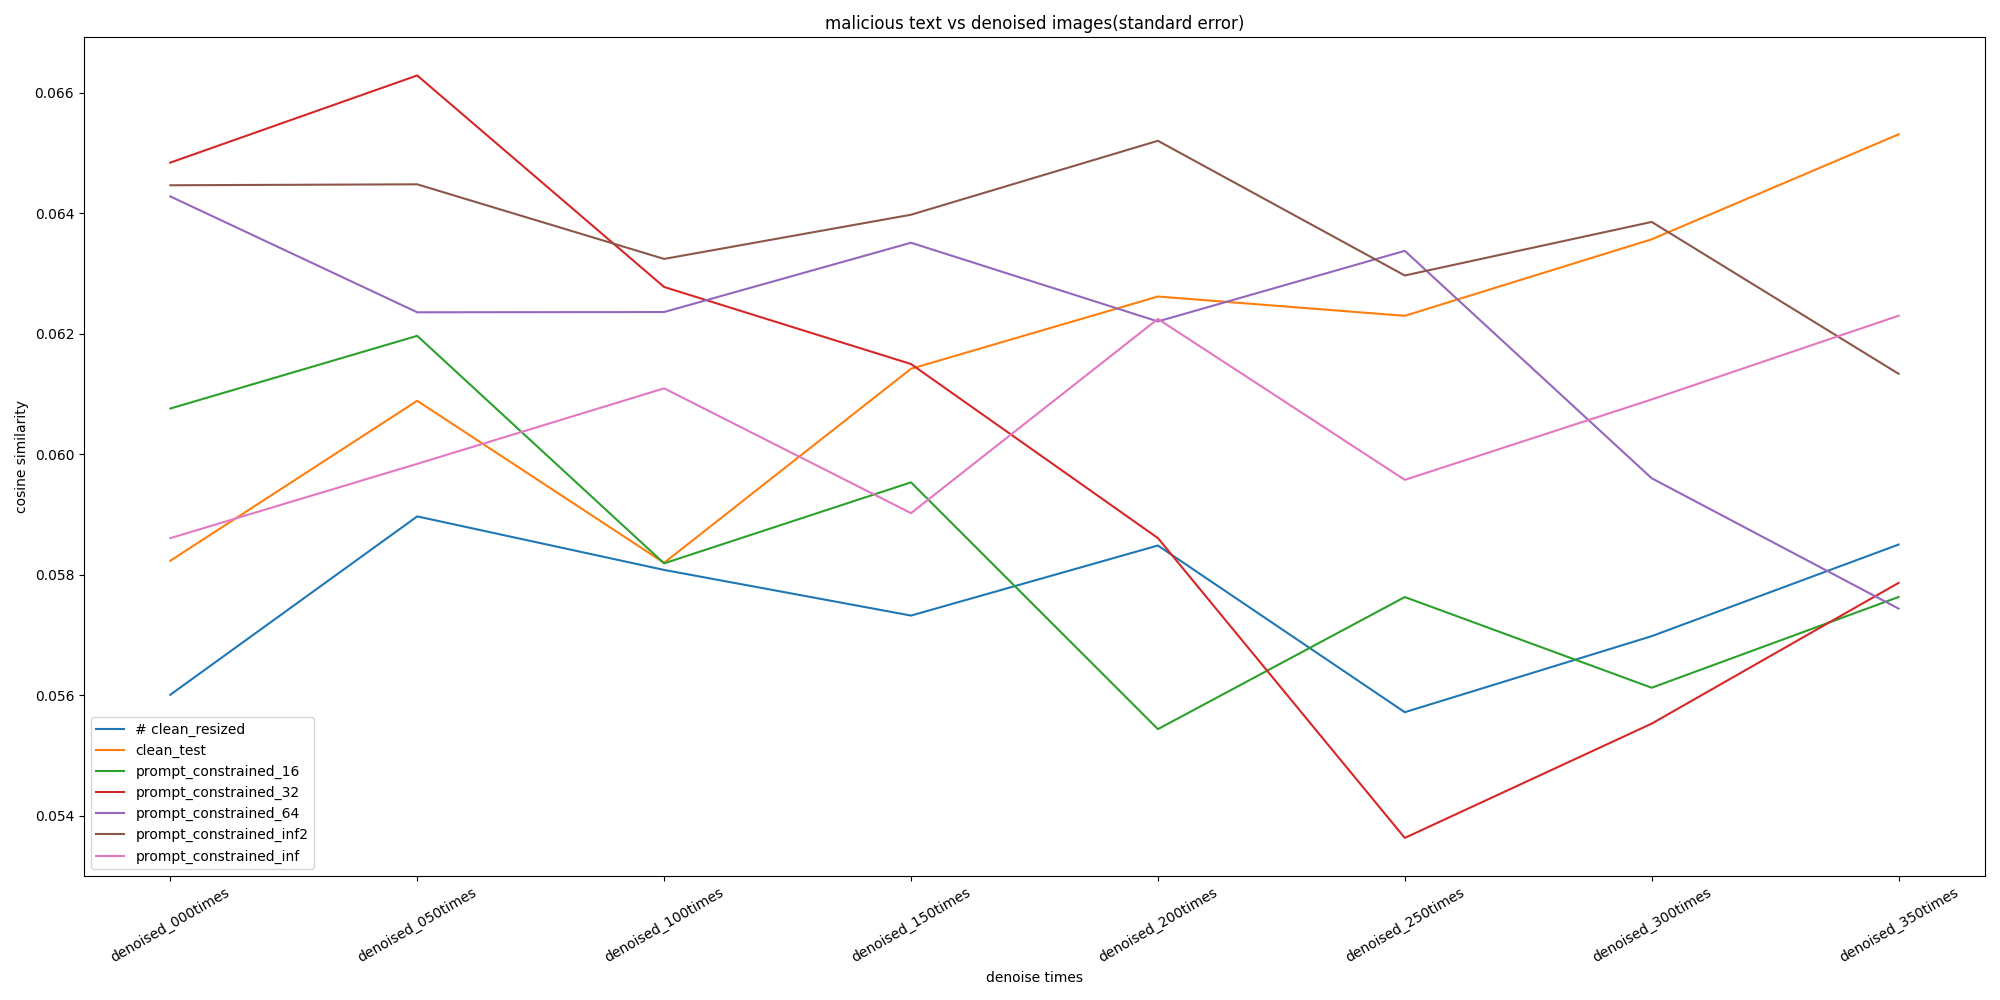 malicious text vs denoised images(standard error)
cosine similarity
0.066
0.064
0.062
0.060
0.058
0.056
0.054
# clean_resized
clean_test
prompt_constrained_16
prompt_constrained_32
prompt_constrained_64
prompt_constrained_inf2
prompt_constrained_inf
denoised_000times
denoised_050times
denoised_100times
denoised_150times
denoised_200times
denoised_250times
denoised_300times
denoised_350times
denoise times